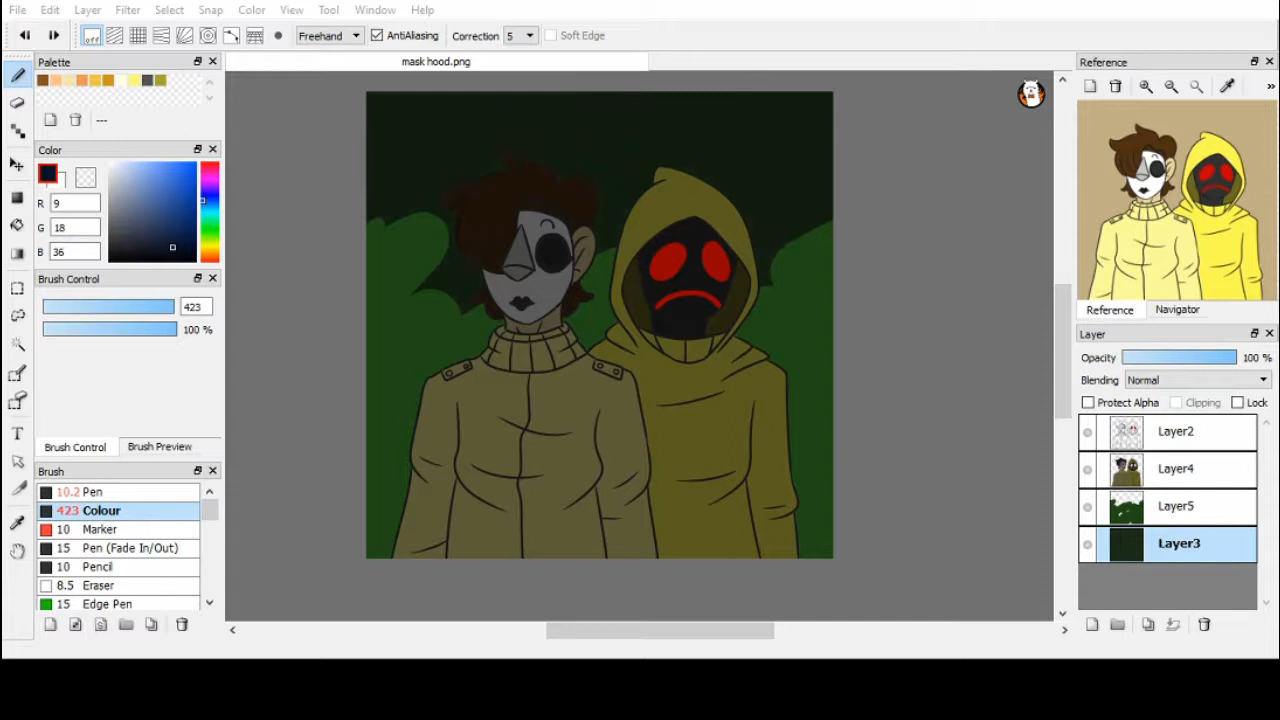 File Edit Layer Filter Select Snap Color View Tool Window Help
off Freehand AntiAliasing Correction 5 Soft Edge
Palette
mask hood.png
Reference
---
Color
R 9
G 18
B 36
Brush Control
423
100 %
Reference Navigator
Layer
Opacity 100 %
Blending Normal
Protect Alpha Clipping Lock
Layer2
Layer4
Layer5
Layer3
Brush Control Brush Preview
Brush
10.2 Pen
423 Colour
10 Marker
15 Pen (Fade In/Out)
10 Pencil
8.5 Eraser
15 Edge Pen